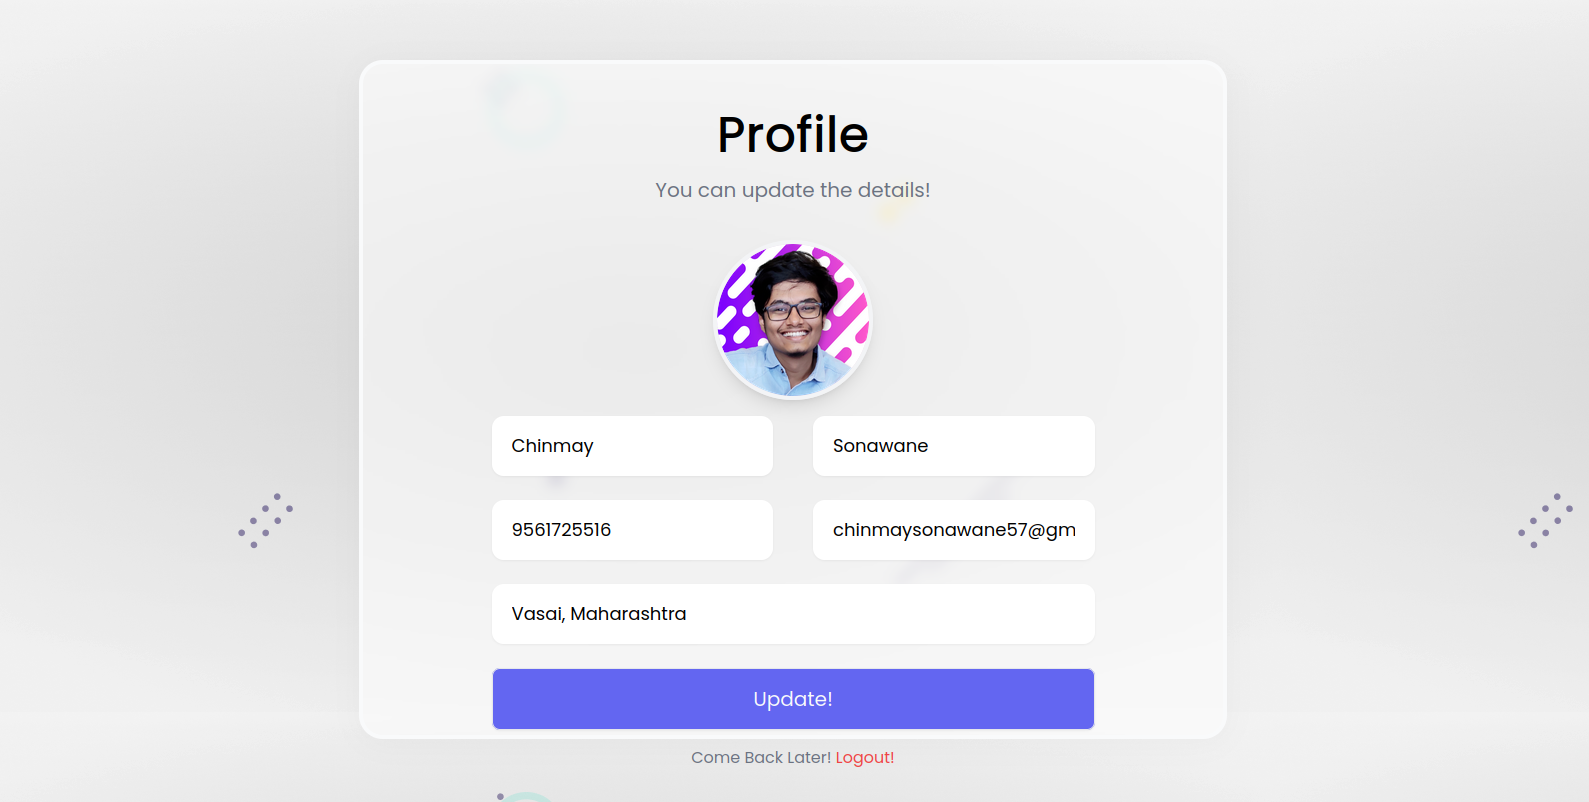 Profile
You can update the details!
Chinmay
Sonawane
9561725516
chinmaysonawane57@gm
Vasai, Maharashtra
Update!
Come Back Later! Logout!